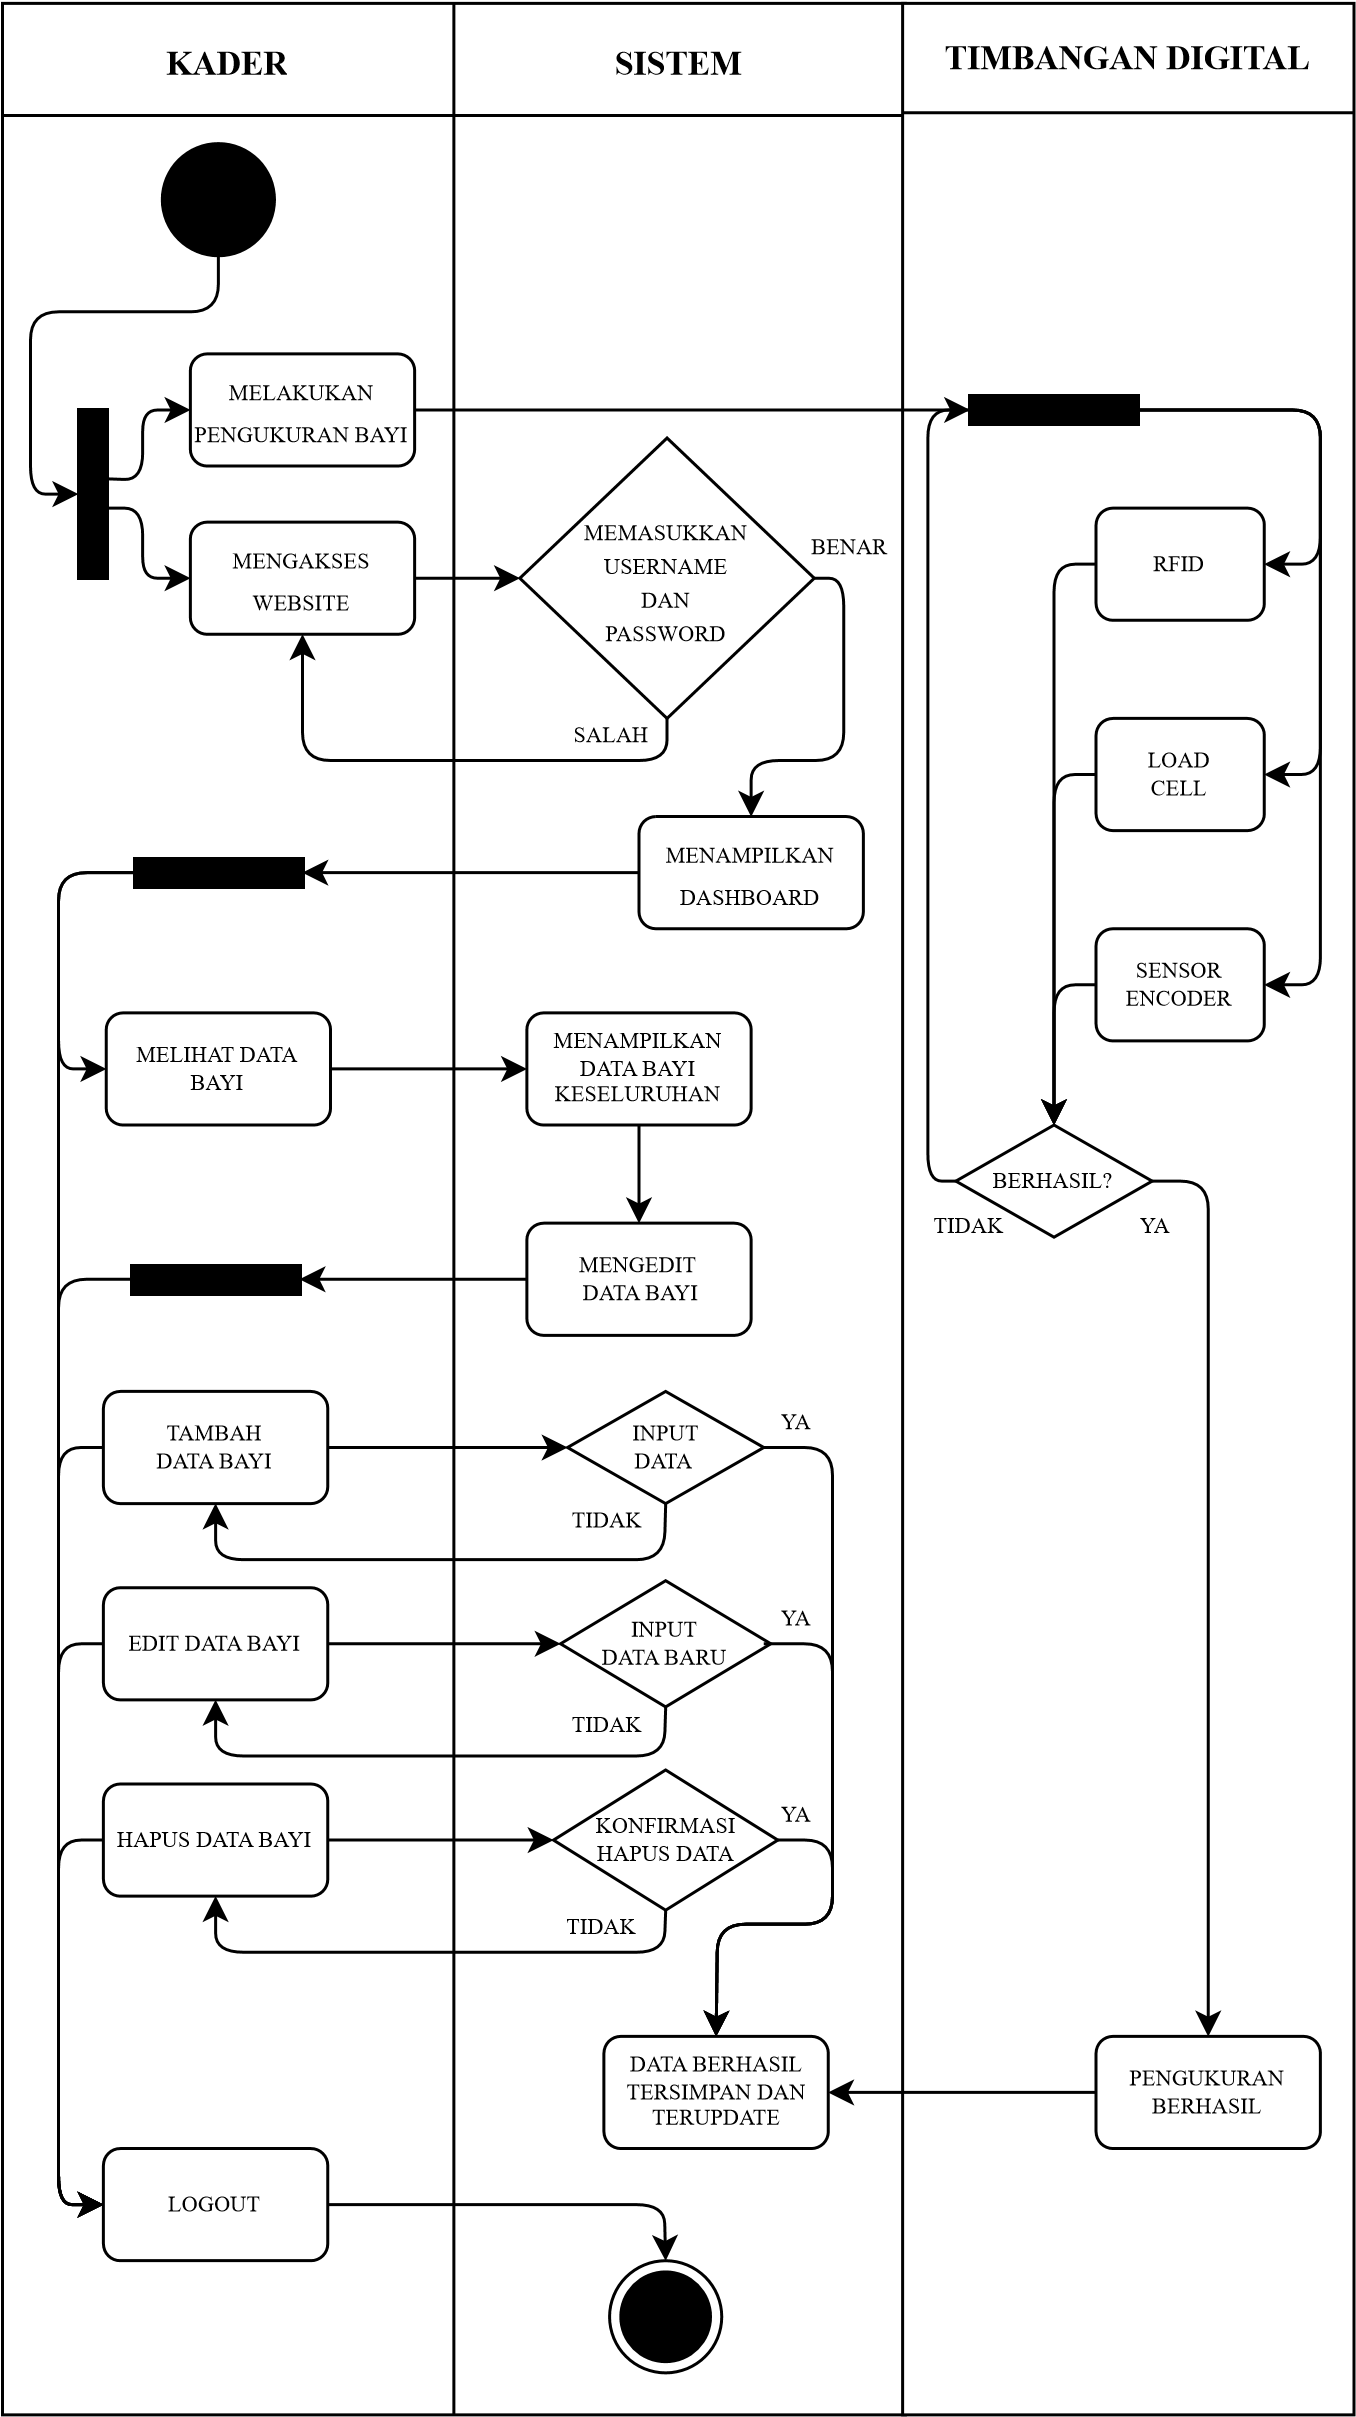 KADER
SISTEM
TIMBANGAN DIGITAL
MELAKUKAN
PENGUKURAN BAYI
MENGAKSES
WEBSITE
MEMASUKKAN
USERNAME
DAN
PASSWORD
BENAR
SALAH
RFID
LOAD
CELL
MENAMPILKAN
DASHBOARD
SENSOR
ENCODER
MELIHAT DATA
BAYI
MENAMPILKAN
DATA BAYI
KESELURUHAN
BERHASIL?
TIDAK
YA
MENGEDIT
DATA BAYI
TAMBAH
DATA BAYI
INPUT
DATA
YA
TIDAK
EDIT DATA BAYI
INPUT
DATA BARU
YA
TIDAK
HAPUS DATA BAYI
KONFIRMASI
HAPUS DATA
YA
TIDAK
DATA BERHASIL
TERSIMPAN DAN
TERUPDATE
PENGUKURAN
BERHASIL
LOGOUT